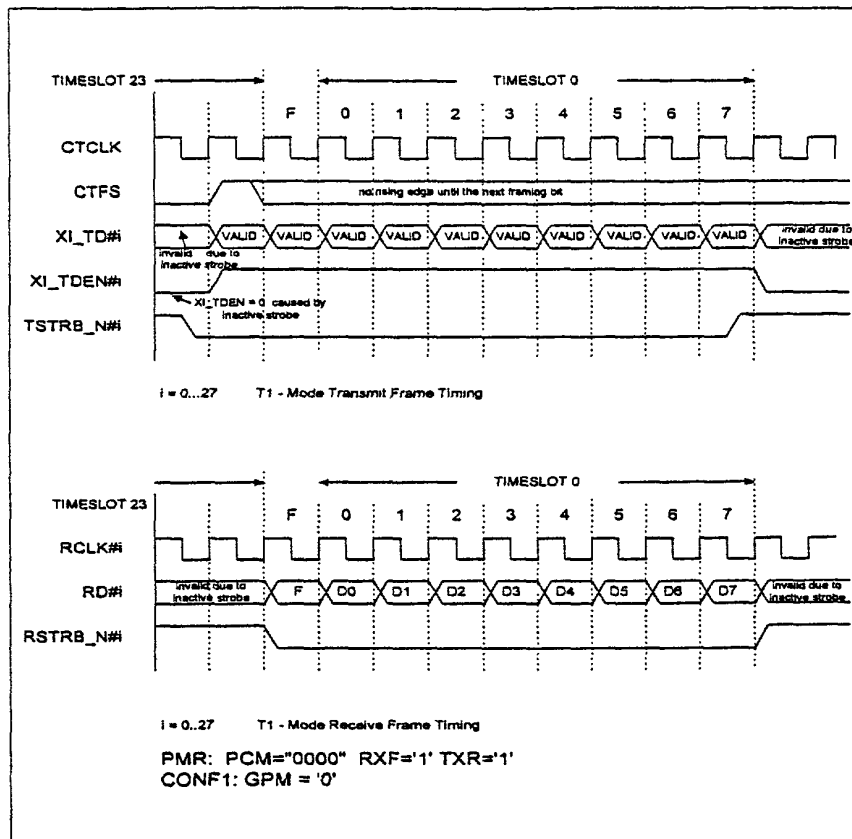 TIMESLOT 23 TIMESLOT 0
F 0 1 2 3 4 5 6 7
CTCLK
CTFS no rising edge until the next framing bit
XI_TD#i VALID VALID VALID VALID VALID VALID VALID VALID VALID VALID invalid due to
inactive strobe
invalid due to
inactive strobe
XI_TDEN#i
XI_TDEN = 0 caused by
inactive strobe
TSTRB_N#i
i = 0...27 T1 - Mode Transmit Frame Timing
TIMESLOT 0
TIMESLOT 23
F 0 1 2 3 4 5 6 7
RCLK#i
RD#i invalid due to
inactive strobe F D0 D1 D2 D3 D4 D5 D6 D7 invalid due to
inactive strobe
RSTRB_N#i
i = 0..27 T1 - Mode Receive Frame Timing
PMR: PCM="0000" RXF='1' TXR='1'
CONF1: GPM = '0'